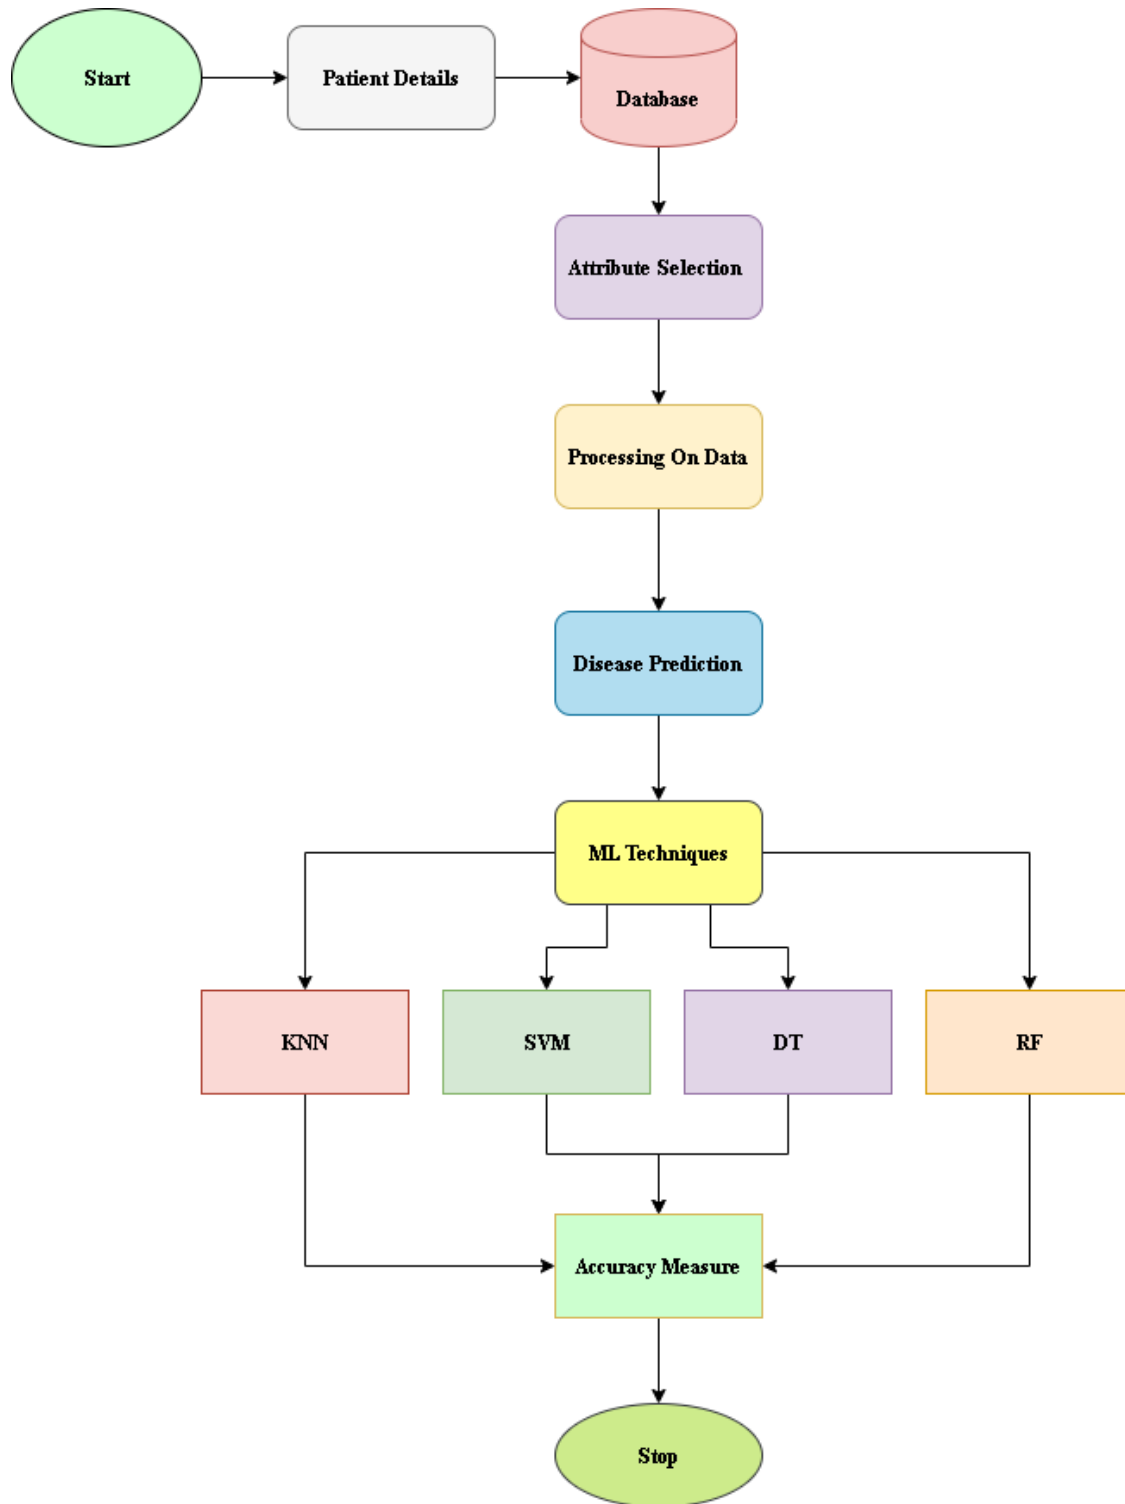 Start
Patient Details
Database
Attribute Selection
Processing On Data
Disease Prediction
ML Techniques
KNN
SVM
DT
RF
Accuracy Measure
Stop